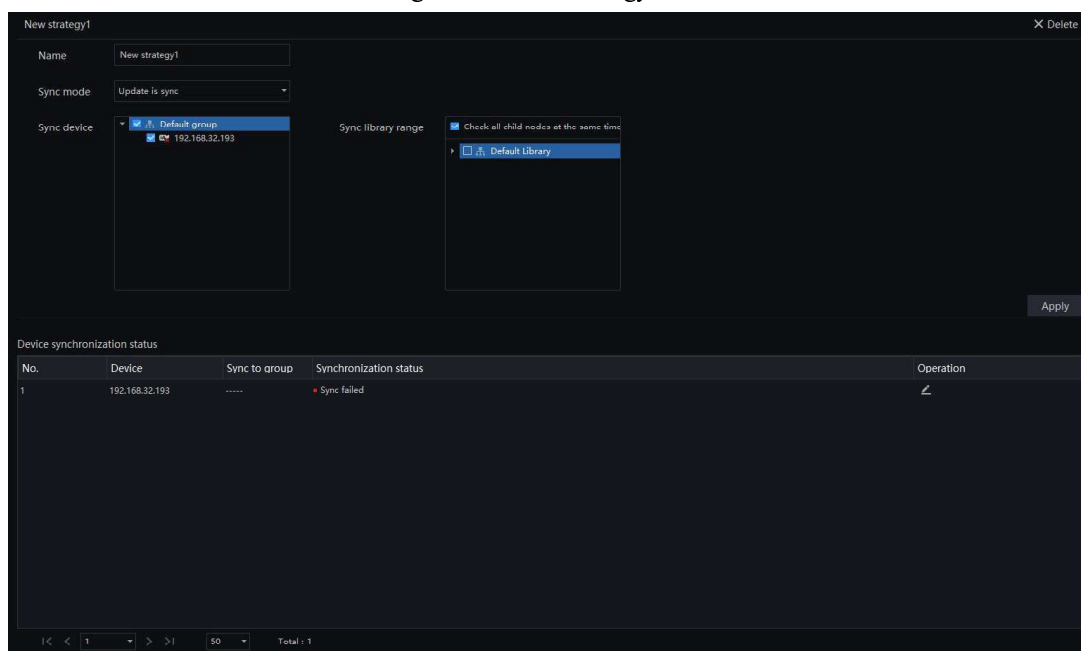 New strategy1
Delete
Name
New strategy1
Sync mode
Update is sync
Sync device
Default group
192.168.32.193
Sync library range
Check all child nodes at the same time
Default Library
Apply
Device synchronization status
No. Device Sync to group Synchronization status Operation
1 192.168.32.193 ----- Sync failed
1 50 Total : 1